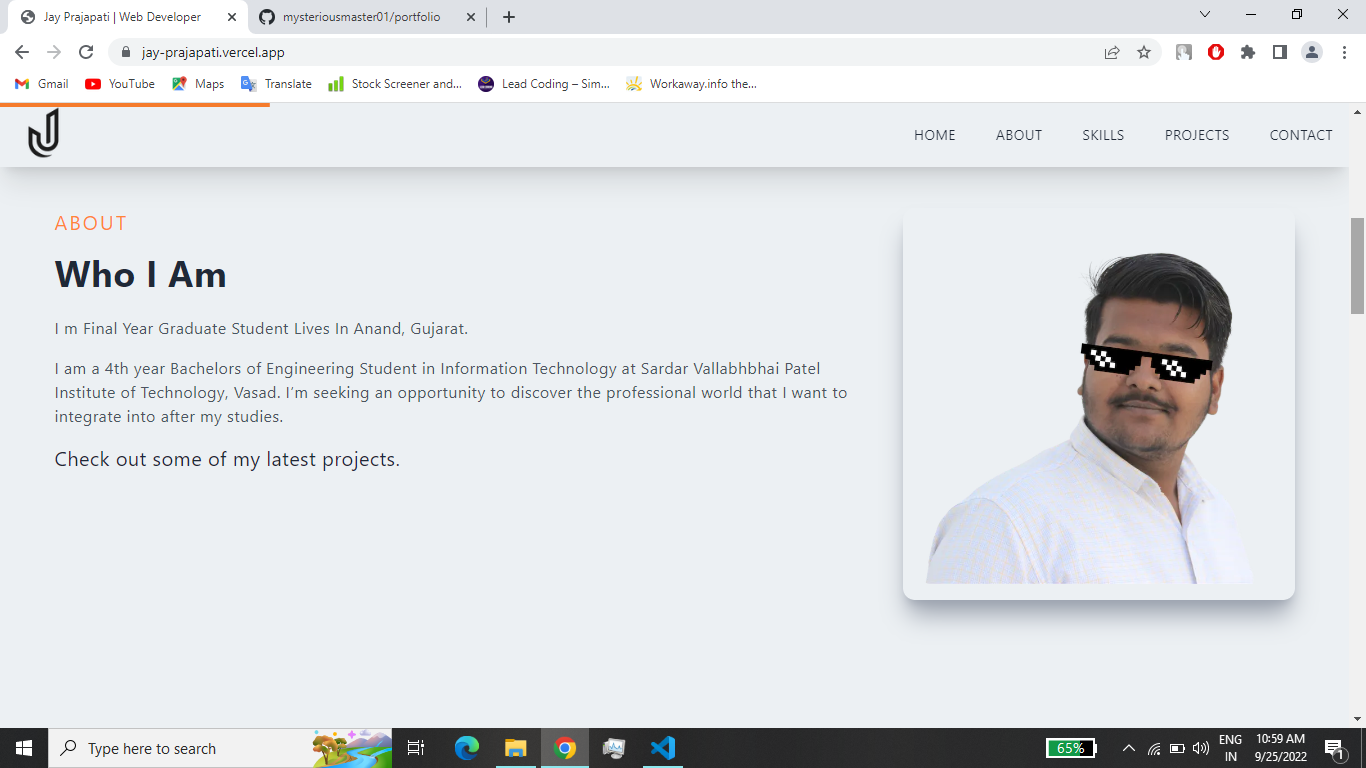 Jay Prajapati | Web Developer
mysteriousmaster01/portfolio
jay-prajapati.vercel.app
Gmail
YouTube
Maps
Translate
Stock Screener and...
Lead Coding – Sim...
Workaway.info the...
HOME
ABOUT
SKILLS
PROJECTS
CONTACT
ABOUT
Who I Am
I m Final Year Graduate Student Lives In Anand, Gujarat.
I am a 4th year Bachelors of Engineering Student in Information Technology at Sardar Vallabhbhai Patel
Institute of Technology, Vasad. I’m seeking an opportunity to discover the professional world that I want to
integrate into after my studies.
Check out some of my latest projects.
Type here to search
65%
ENG
IN
10:59 AM
9/25/2022
1